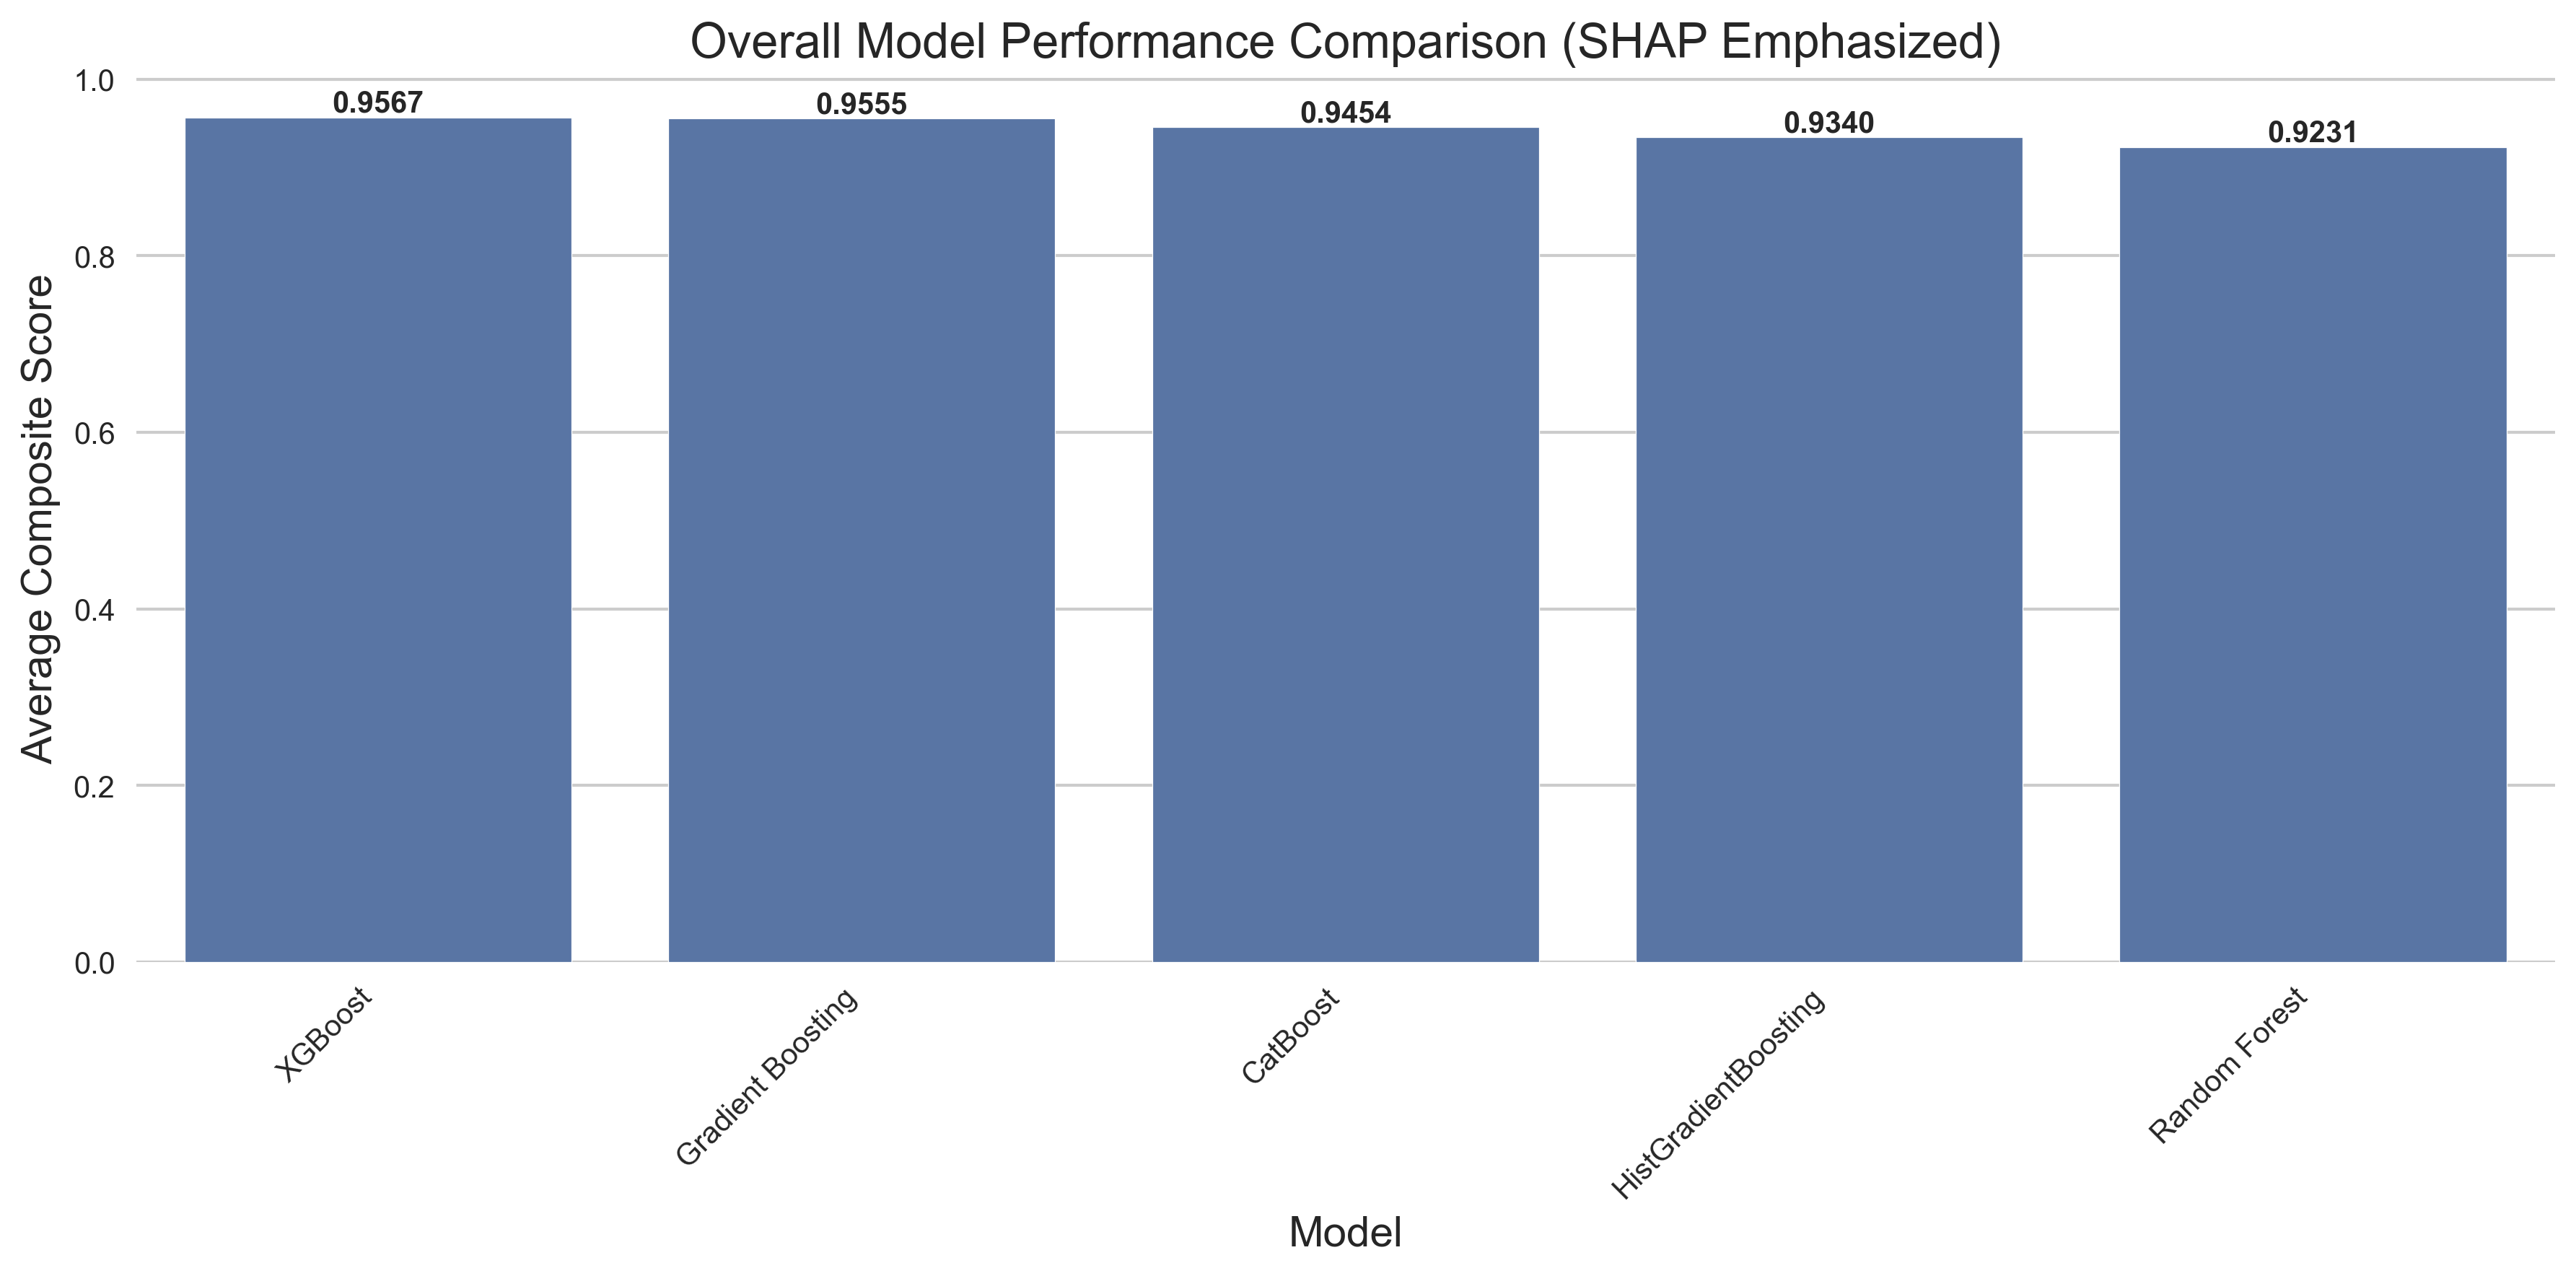 Overall Model Performance Comparison (SHAP Emphasized)
Average Composite Score
1.0
0.8
0.6
0.4
0.2
0.0
0.9567
0.9555
0.9454
0.9340
0.9231
XGBoost
Gradient Boosting
CatBoost
HistGradientBoosting
Random Forest
Model